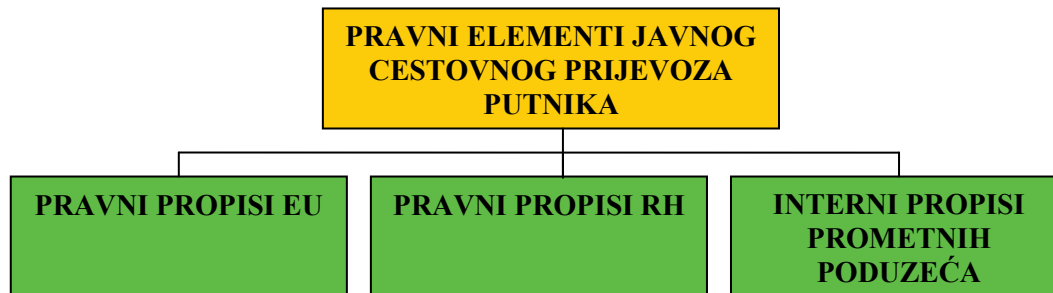 PRAVNI ELEMENTI JAVNOG
CESTOVNOG PRIJEVOZA
PUTNIKA
PRAVNI PROPISI EU
PRAVNI PROPISI RH
INTERNI PROPISI
PROMETNIH
PODUZEĆA